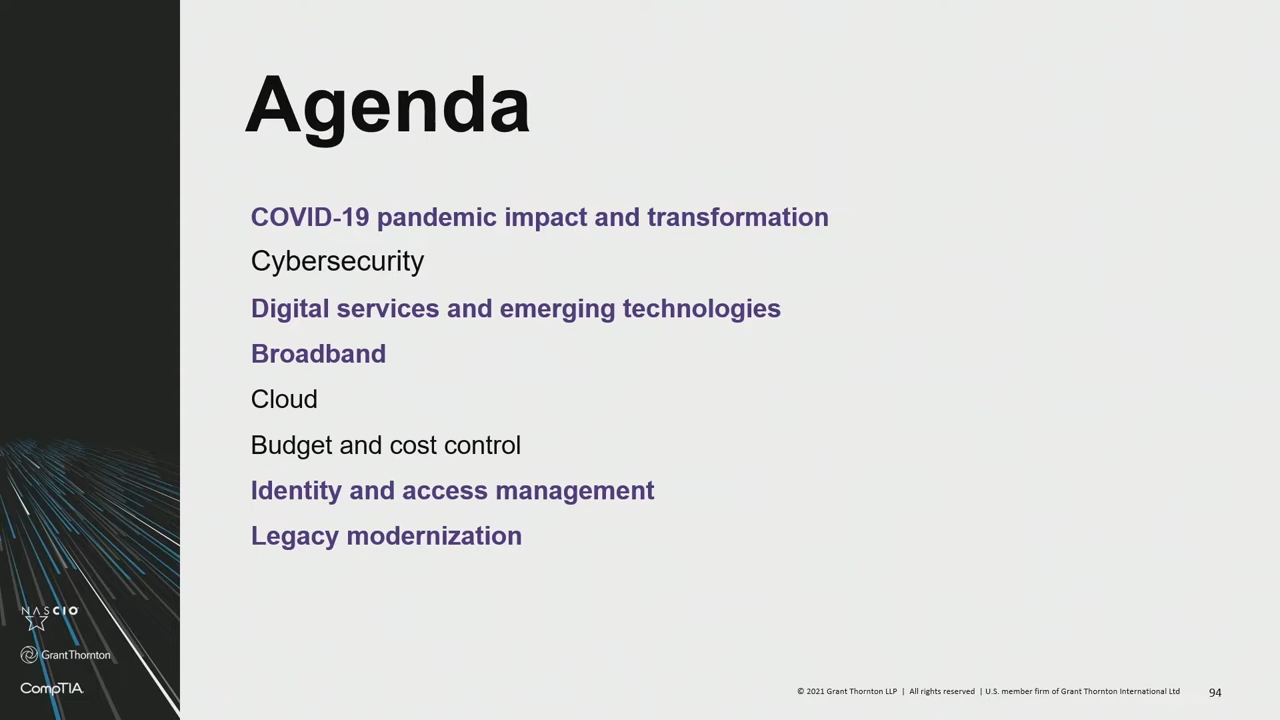 Agenda
COVID-19 pandemic impact and transformation
Cybersecurity
Digital services and emerging technologies
Broadband
Cloud
Budget and cost control
Identity and access management
Legacy modernization
NASCIO
GrantThornton
CompTIA
© 2021 Grant Thornton LLP | All rights reserved | U.S. member firm of Grant Thornton International Ltd
94